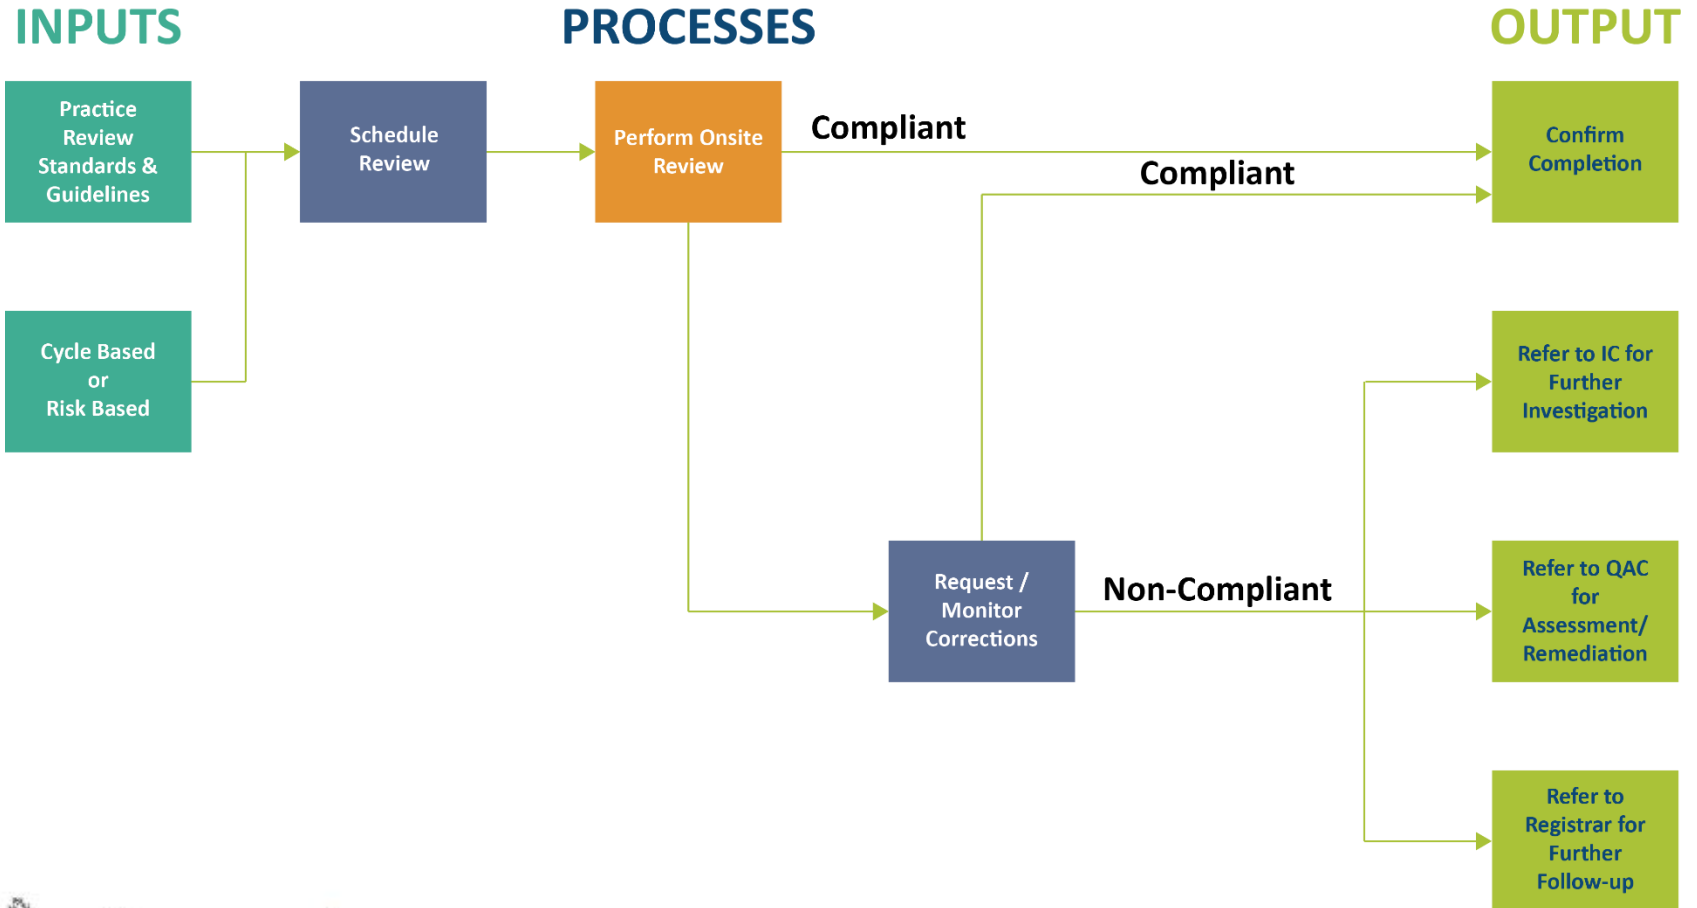 INPUTS
PROCESSES
OUTPUT
Practice
Review
Standards &
Guidelines
Schedule
Review
Perform Onsite
Review
Compliant
Compliant
Confirm
Completion
Cycle Based
or
Risk Based
Refer to IC for
Further
Investigation
Request /
Monitor
Corrections
Non-Compliant
Refer to QAC
for
Assessment/
Remediation
Refer to
Registrar for
Further
Follow-up